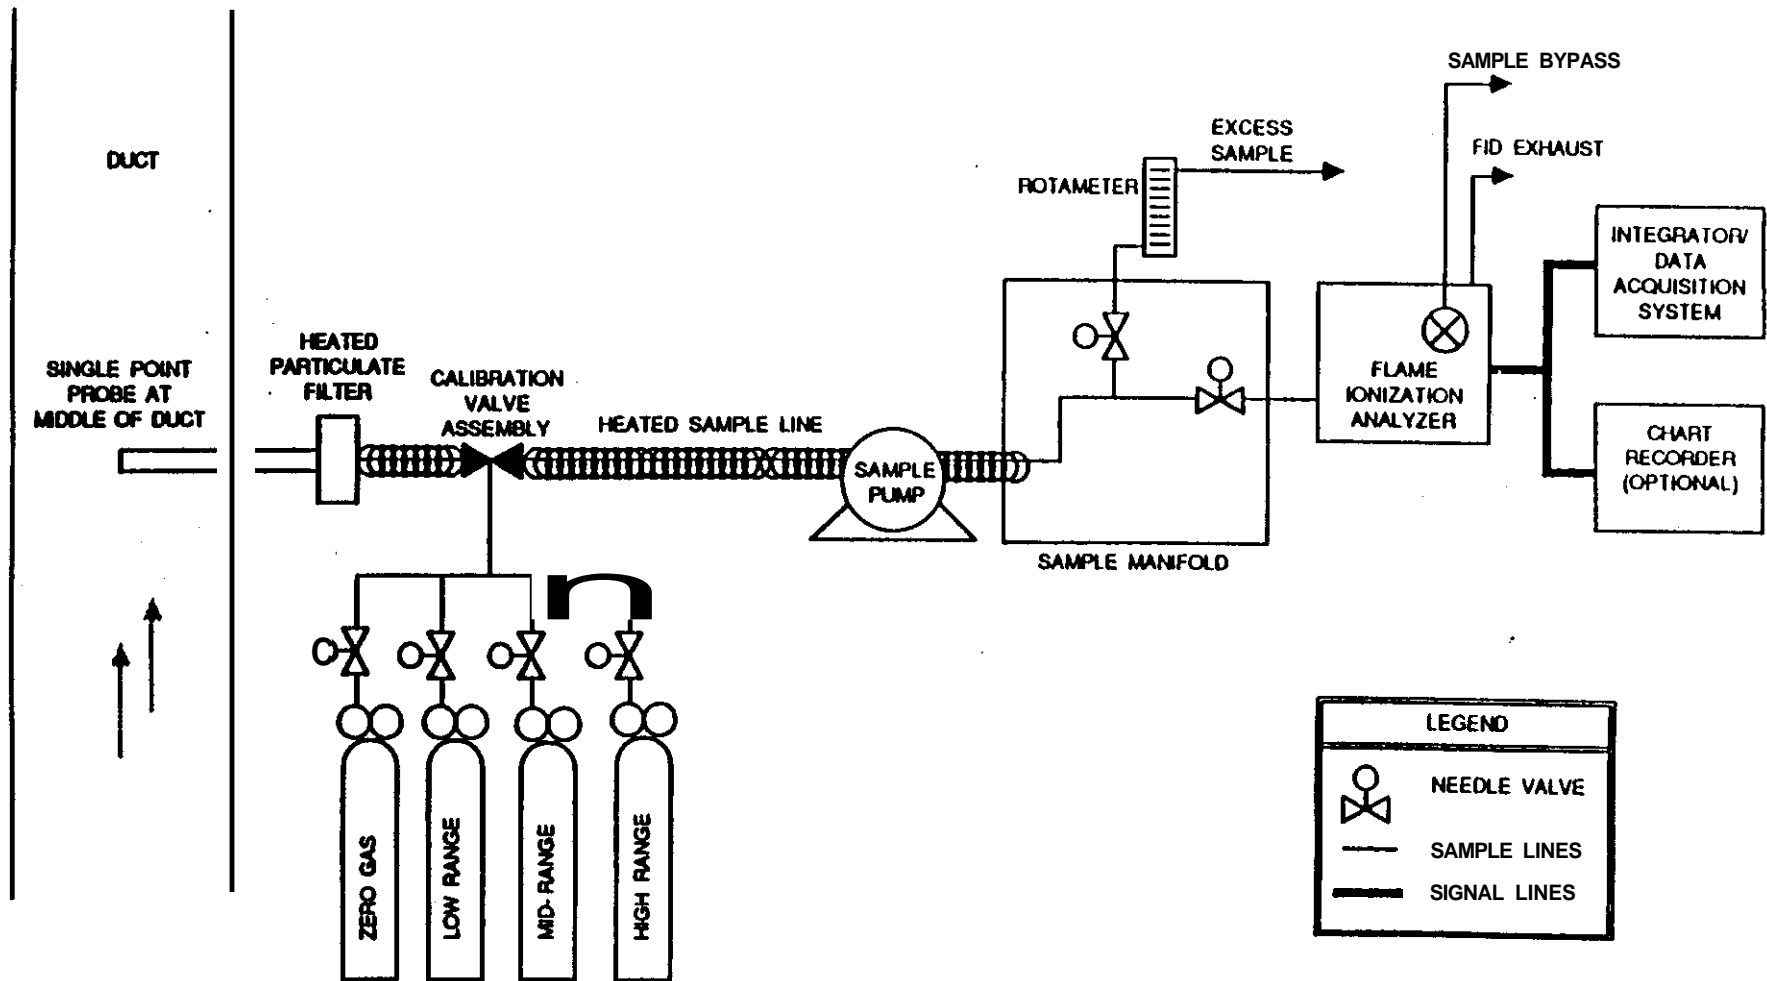 SAMPLE BYPASS
DUCT
EXCESS
SAMPLE
FID EXHAUST
ROTAMETER
INTEGRATOR/
DATA
ACQUISITION
SYSTEM
HEATED
PARTICULATE
FILTER
SINGLE POINT
PROBE AT
MIDDLE OF DUCT
CALIBRATION
VALVE
ASSEMBLY
HEATED SAMPLE LINE
FLAME
IONIZATION
ANALYZER
CHART
RECORDER
(OPTIONAL)
SAMPLE
PUMP
SAMPLE MANIFOLD
ZERO GAS
LOW RANGE
MID-RANGE
HIGH RANGE
LEGEND
NEEDLE VALVE
SAMPLE LINES
SIGNAL LINES